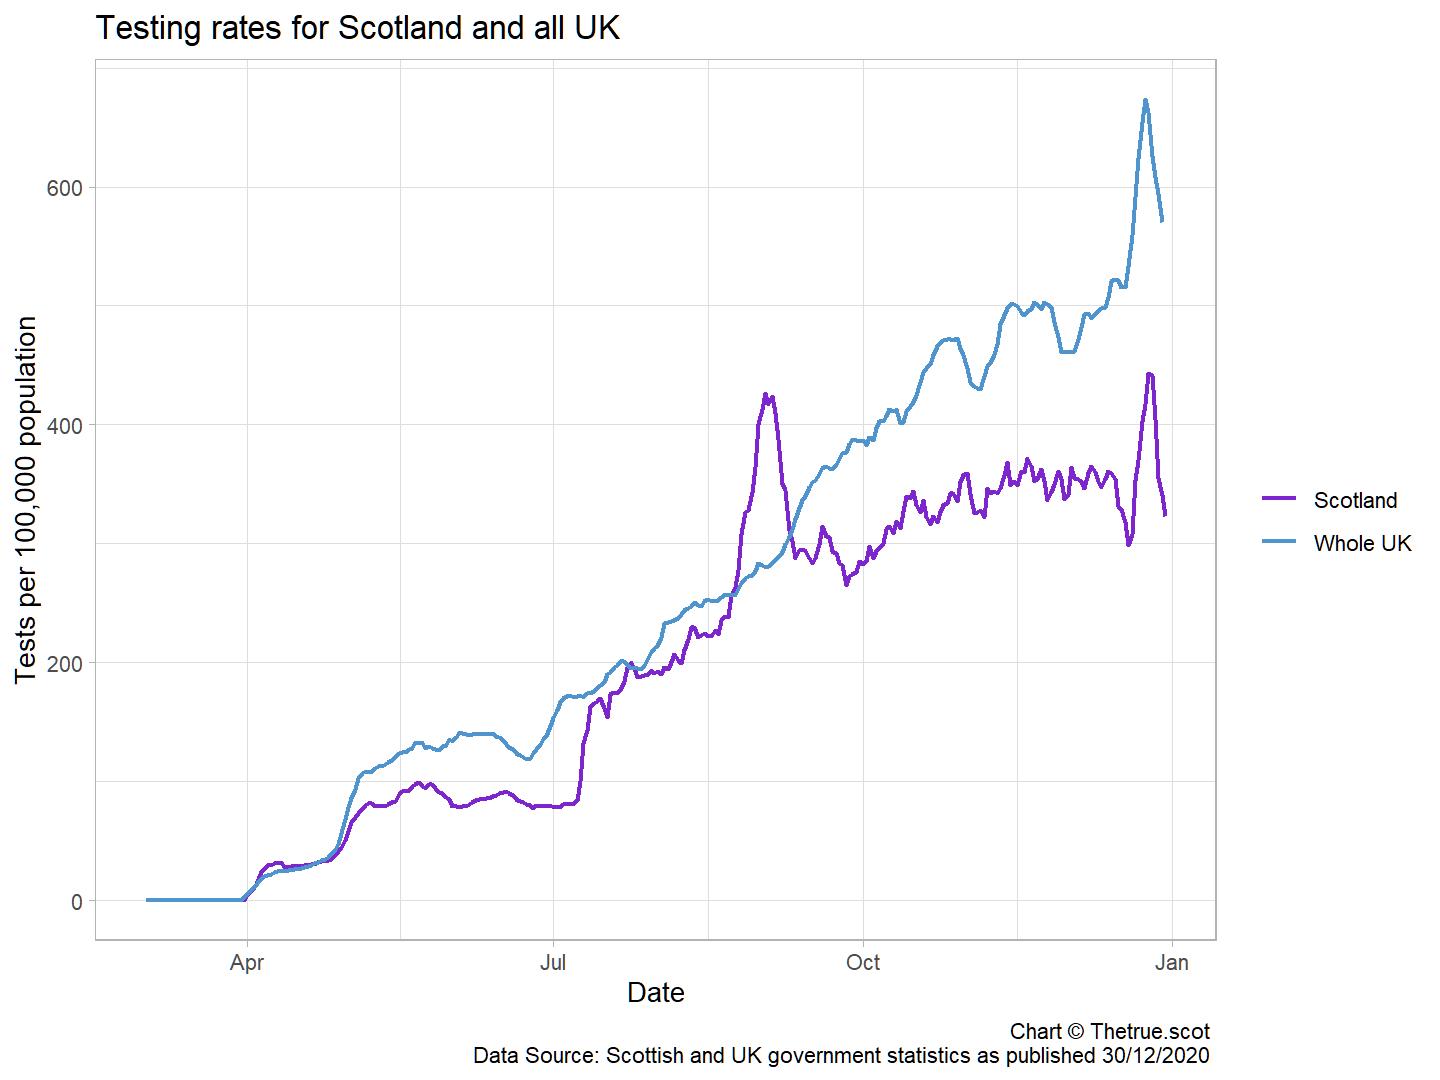 Testing rates for Scotland and all UK
Tests per 100,000 population
600
400
200
0
Apr
Jul
Oct
Jan
Date
Scotland
Whole UK
Chart © Thetrue.scot
Data Source: Scottish and UK government statistics as published 30/12/2020